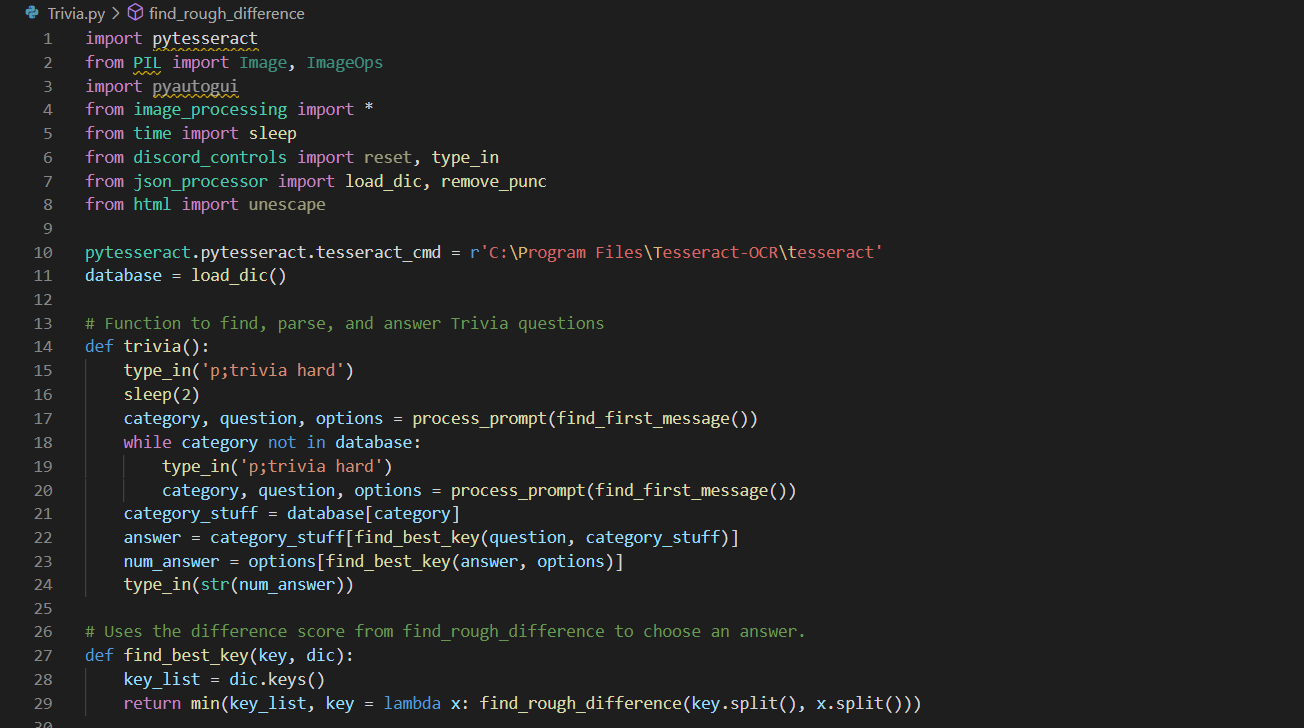 Trivia.py > find_rough_difference
1 import pytesseract
2 from PIL import Image, ImageOps
3 import pyautogui
4 from image_processing import *
5 from time import sleep
6 from discord_controls import reset, type_in
7 from json_processor import load_dic, remove_punc
8 from html import unescape
9
10 pytesseract.pytesseract.tesseract_cmd = r'C:\Program Files\Tesseract-OCR\tesseract'
11 database = load_dic()
12
13 # Function to find, parse, and answer Trivia questions
14 def trivia():
15     type_in('p;trivia hard')
16     sleep(2)
17     category, question, options = process_prompt(find_first_message())
18     while category not in database:
19         type_in('p;trivia hard')
20         category, question, options = process_prompt(find_first_message())
21     category_stuff = database[category]
22     answer = category_stuff[find_best_key(question, category_stuff)]
23     num_answer = options[find_best_key(answer, options)]
24     type_in(str(num_answer))
25
26 # Uses the difference score from find_rough_difference to choose an answer.
27 def find_best_key(key, dic):
28     key_list = dic.keys()
29     return min(key_list, key = lambda x: find_rough_difference(key.split(), x.split()))
30